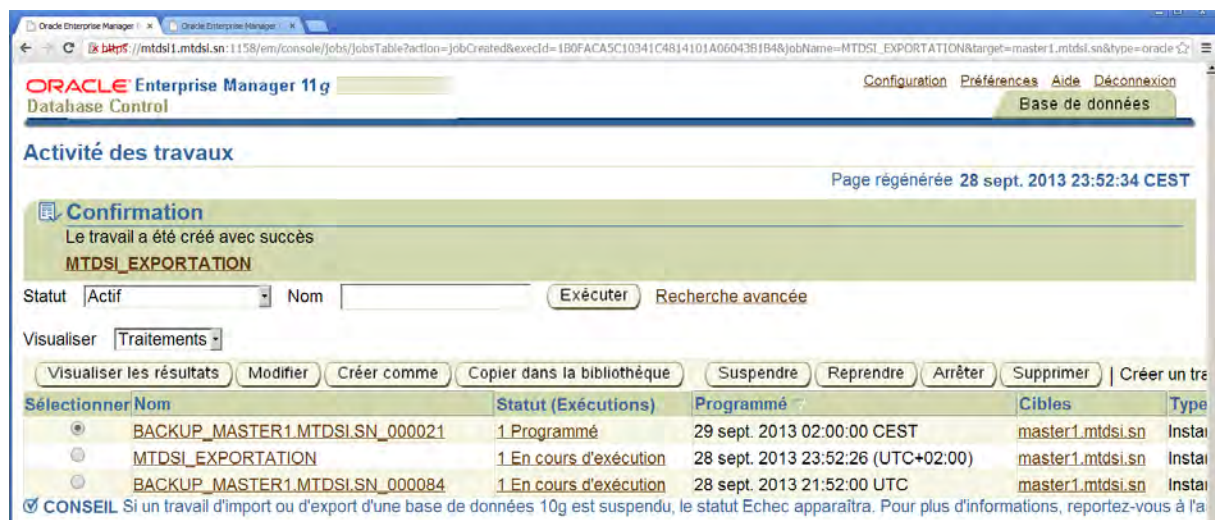 Oracle Enterprise Manager
Oracle Enterprise Manager
https://mtdsl1.mtdsl.sn:1158/em/console/jobs/jobsTable?action=jobCreated&execId=1B0FACA5C10341C4814101A06043B1B4&jobName=MTDSI_EXPORTATION&target=master1.mtdsl.sn&type=oracle
ORACLE Enterprise Manager 11g
Configuration Préférences Aide Déconnexion
Database Control
Base de données
Activité des travaux
Page régénérée 28 sept. 2013 23:52:34 CEST
Confirmation
Le travail a été créé avec succès
MTDSI_EXPORTATION
Statut Actif Nom Exécuter Recherche avancée
Visualiser Traitements
Visualiser les résultats Modifier Créer comme Copier dans la bibliothèque Suspendre Reprendre Arrêter Supprimer | Créer un tra
Sélectionner Nom Statut (Exécutions) Programmé Cibles Type
BACKUP_MASTER1.MTDSI.SN_000021 1 Programmé 29 sept. 2013 02:00:00 CEST master1.mtdsi.sn Instan
MTDSI_EXPORTATION 1 En cours d'exécution 28 sept. 2013 23:52:26 (UTC+02:00) master1.mtdsi.sn Instan
BACKUP_MASTER1.MTDSI.SN_000084 1 En cours d'exécution 28 sept. 2013 21:52:00 UTC master1.mtdsi.sn Instan
CONSEIL Si un travail d'import ou d'export d'une base de données 10g est suspendu, le statut Echec apparaîtra. Pour plus d'informations, reportez-vous à l'a